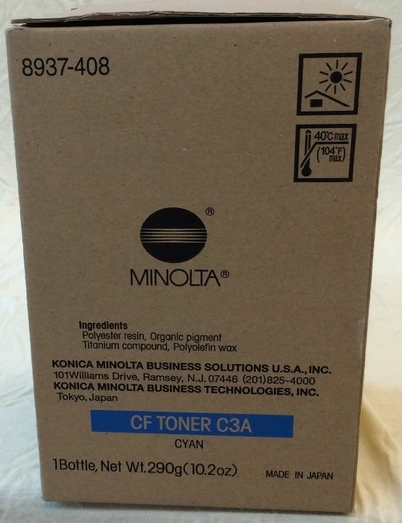 8937-408
40°C max
(104°F max)
®
MINOLTA®
Ingredients
Polyester resin, Organic pigment
Titanium compound, Polyolefin wax
KONICA MINOLTA BUSINESS SOLUTIONS U.S.A., INC.
101Williams Drive, Ramsey, N.J. 07446 (201)825-4000
KONICA MINOLTA BUSINESS TECHNOLOGIES, INC.
Tokyo, Japan
CF TONER C3A
CYAN
1Bottle, Net Wt.290g(10.2oz)
MADE IN JAPAN